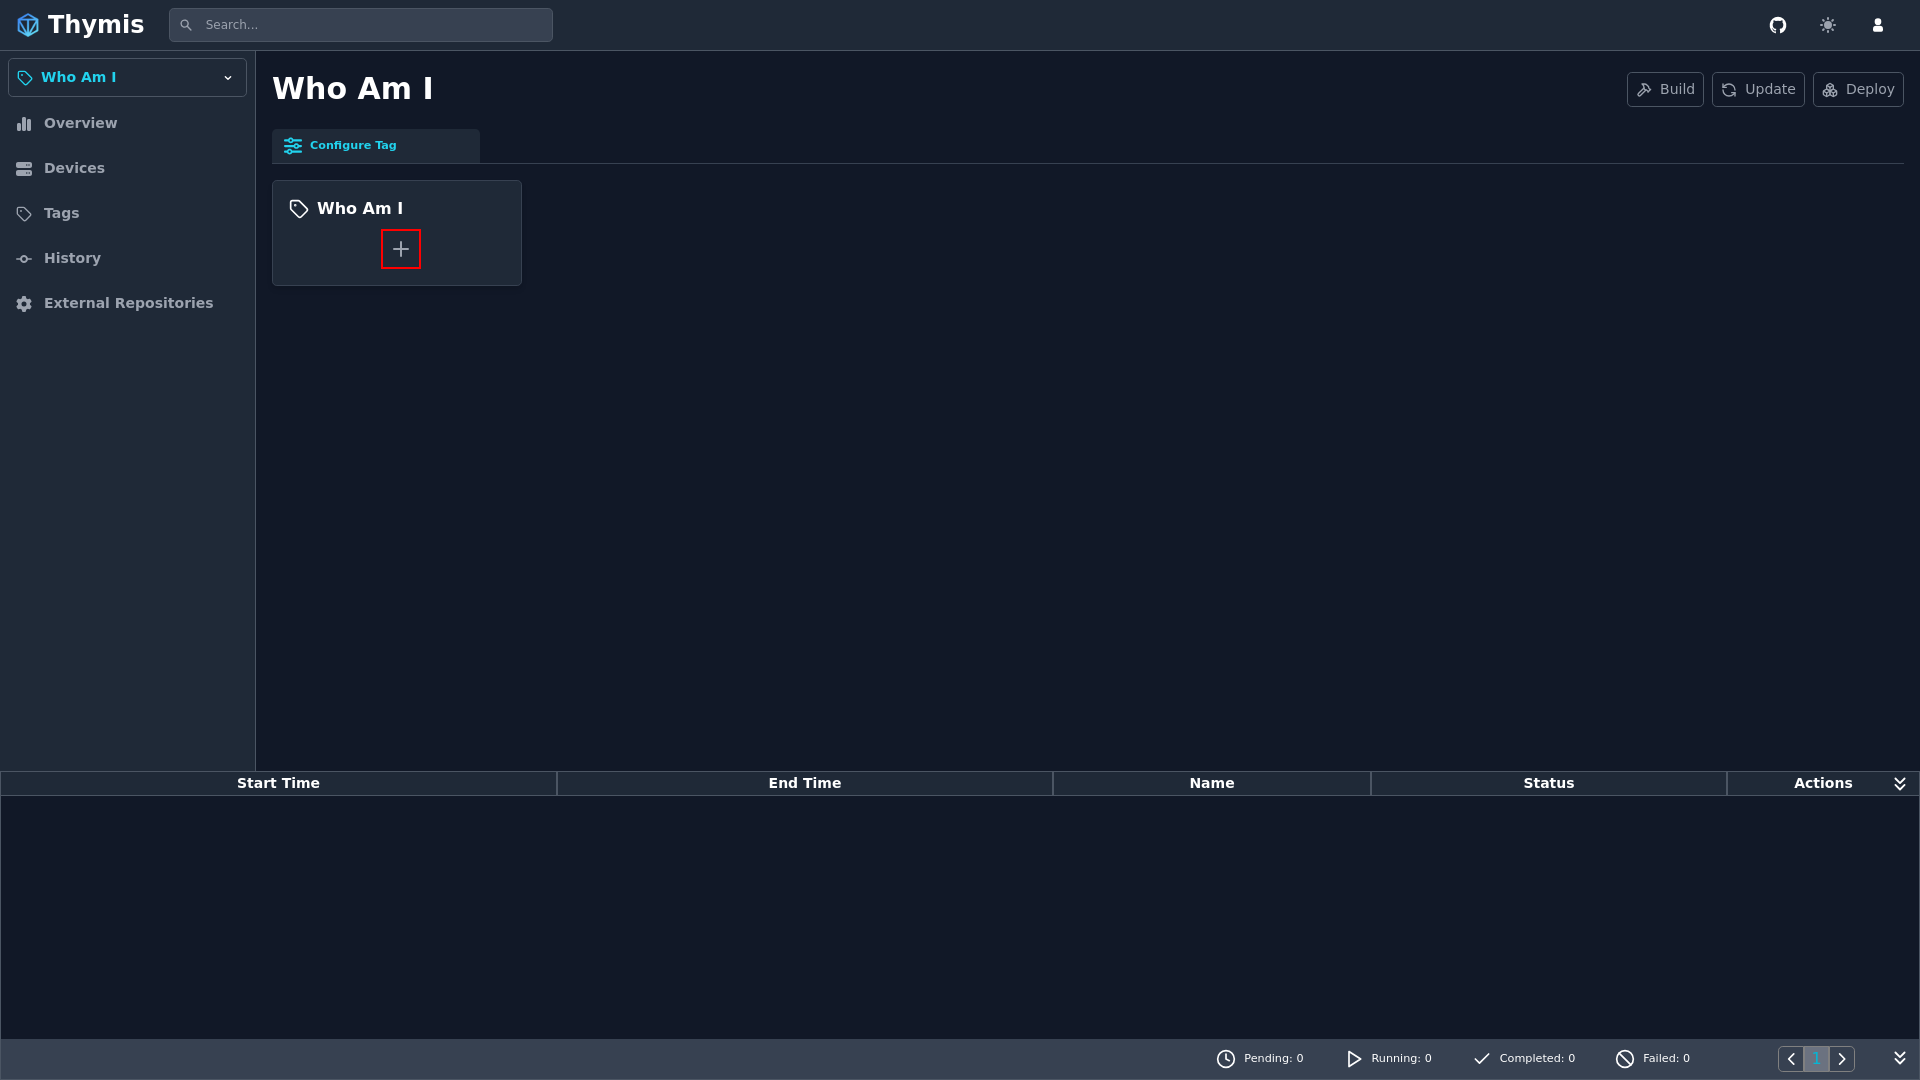 Thymis
Search...
Who Am I
Overview
Devices
Tags
History
External Repositories
Who Am I
Build
Update
Deploy
Configure Tag
Who Am I
Start Time
End Time
Name
Status
Actions
Pending: 0
Running: 0
Completed: 0
Failed: 0
1